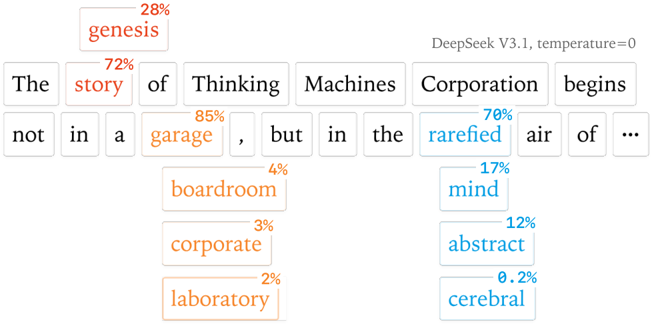 28%
genesis
DeepSeek V3.1, temperature=0
72%
The story of Thinking Machines Corporation begins
85% 70%
not in a garage , but in the rarefied air of ···
4% 17%
boardroom mind
3% 12%
corporate abstract
2% 0.2%
laboratory cerebral